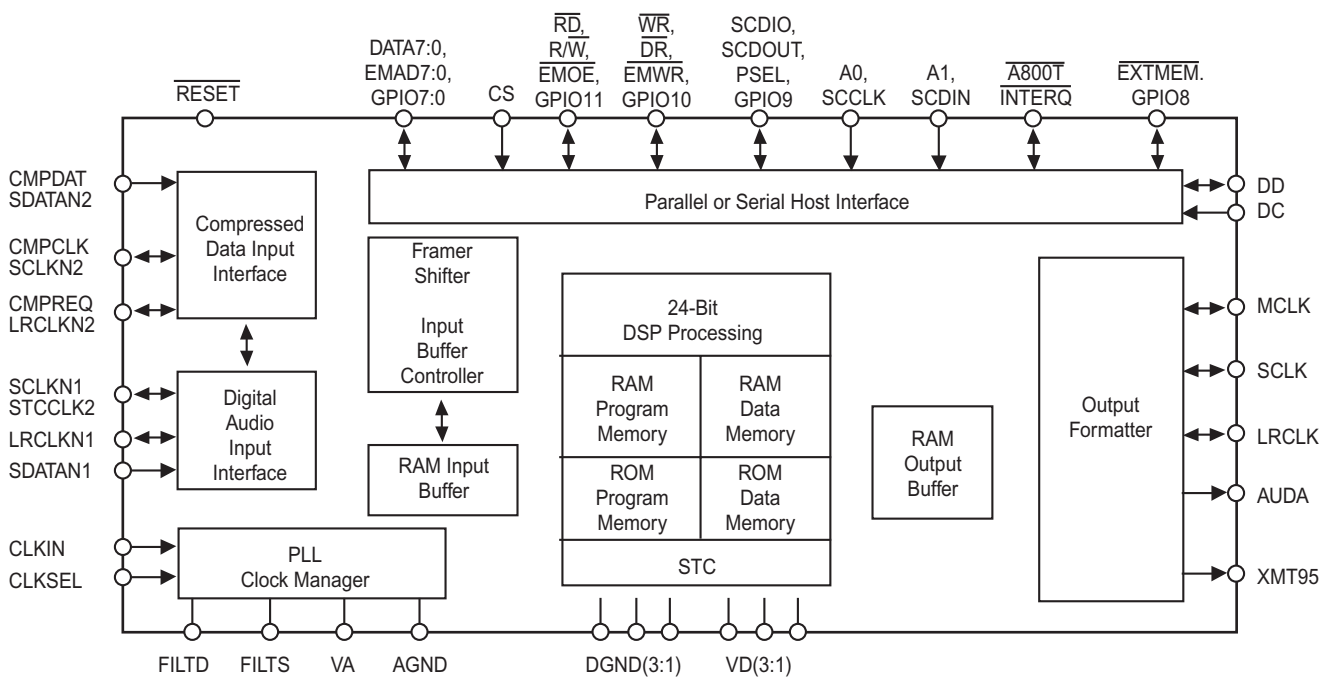 RESET
DATA7:0,
EMAD7:0,
GPIO7:0
CS
RD,
R/W,
EMOE,
GPIO11
WR,
DR,
EMWR,
GPIO10
SCDIO,
SCDOUT,
PSEL,
GPIO9
A0,
SCCLK
A1,
SCDIN
A800T
INTERQ
EXTMEM.
GPIO8
CMPDAT
SDATAN2
CMPCLK
SCLKN2
CMPREQ
LRCLKN2
SCLKN1
STCCLK2
LRCLKN1
SDATAN1
CLKIN
CLKSEL
Compressed
Data Input
Interface
Digital
Audio
Input
Interface
PLL
Clock Manager
Parallel or Serial Host Interface
Framer
Shifter
Input
Buffer
Controller
RAM Input
Buffer
24-Bit
DSP Processing
RAM
Program
Memory
RAM
Data
Memory
ROM
Program
Memory
ROM
Data
Memory
STC
RAM
Output
Buffer
Output
Formatter
DD
DC
MCLK
SCLK
LRCLK
AUDA
XMT95
FILTD
FILTS
VA
AGND
DGND(3:1)
VD(3:1)